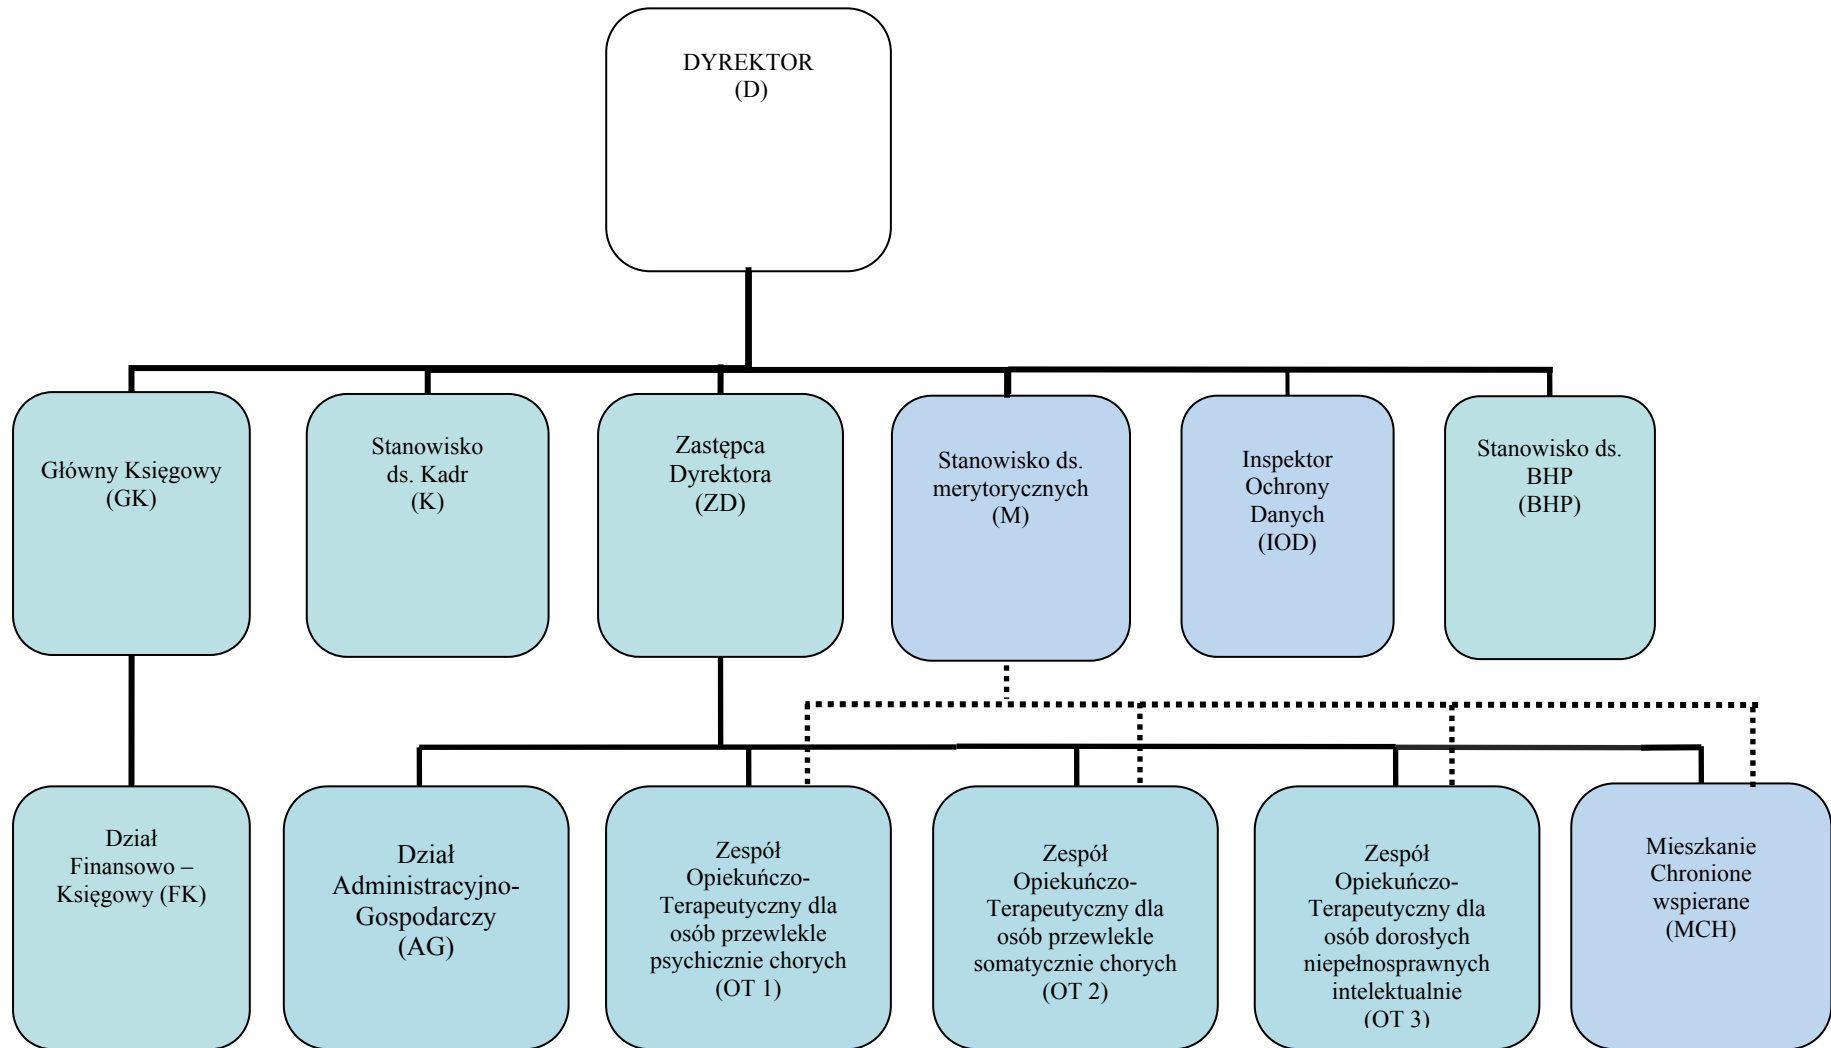 DYREKTOR
(D)
Główny Księgowy
(GK)
Stanowisko
ds. Kadr
(K)
Zastępca
Dyrektora
(ZD)
Stanowisko ds.
merytorycznych
(M)
Inspektor
Ochrony
Danych
(IOD)
Stanowisko ds.
BHP
(BHP)
Dział
Finansowo –
Księgowy (FK)
Dział
Administracyjno-
Gospodarczy
(AG)
Zespół
Opiekuńczo-
Terapeutyczny dla
osób przewlekle
psychicznie chorych
(OT 1)
Zespół
Opiekuńczo-
Terapeutyczny dla
osób przewlekle
somatycznie chorych
(OT 2)
Zespół
Opiekuńczo-
Terapeutyczny dla
osób dorosłych
niepełnosprawnych
intelektualnie
(OT 3)
Mieszkanie
Chronione
wspierane
(MCH)